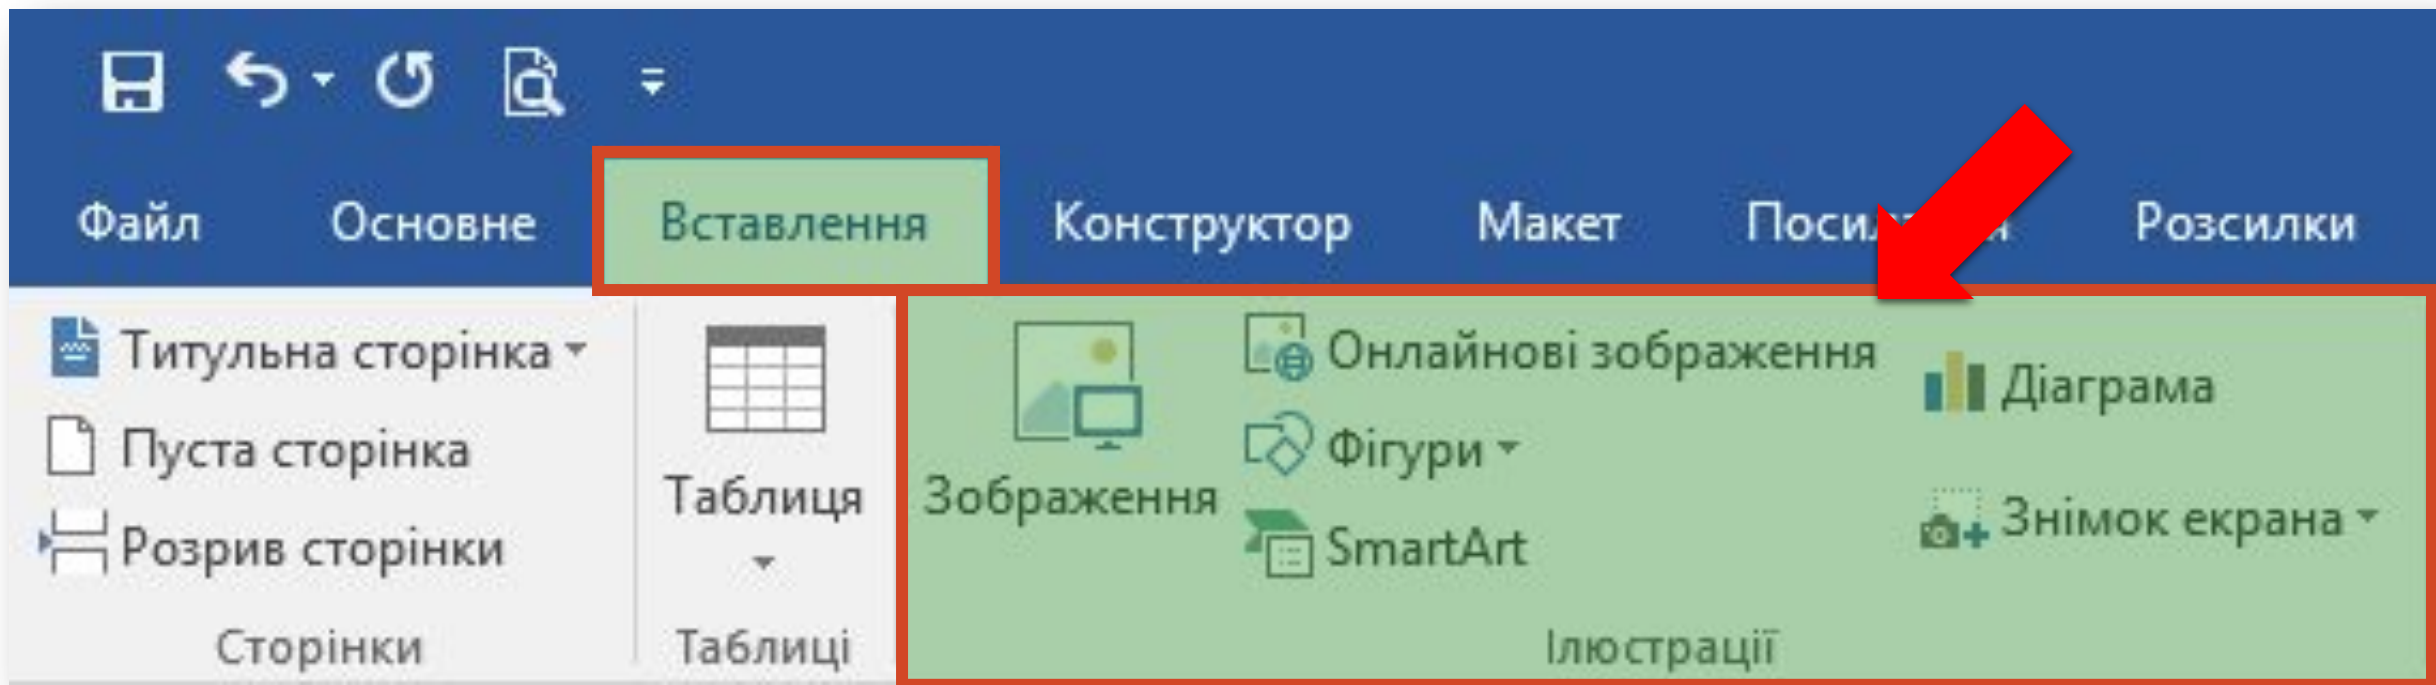 Файл Основне Вставлення Конструктор Макет Розсилки
Титульна сторінка
Пуста сторінка
Розрив сторінки
Сторінки
Таблиця
Таблиці
Зображення
Онлайнові зображення
Фігури
SmartArt
Діаграма
Знімок екрана
Ілюстрації